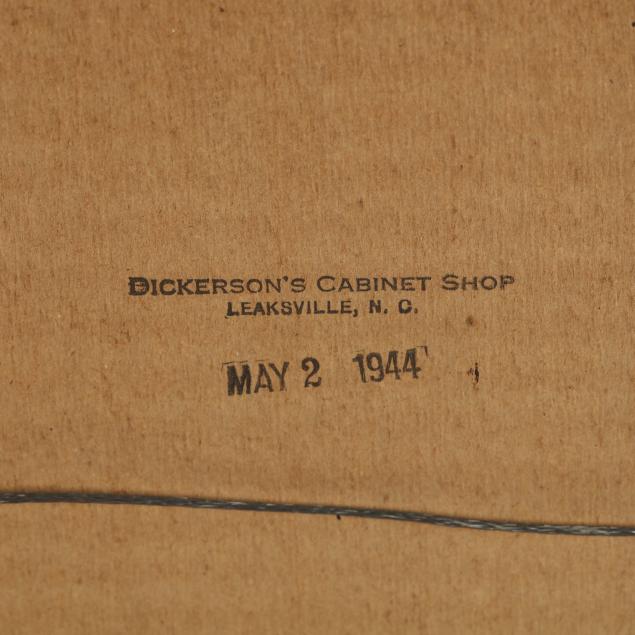 DICKERSON'S CABINET SHOP
LEAKSVILLE, N. C.
MAY 2 1944